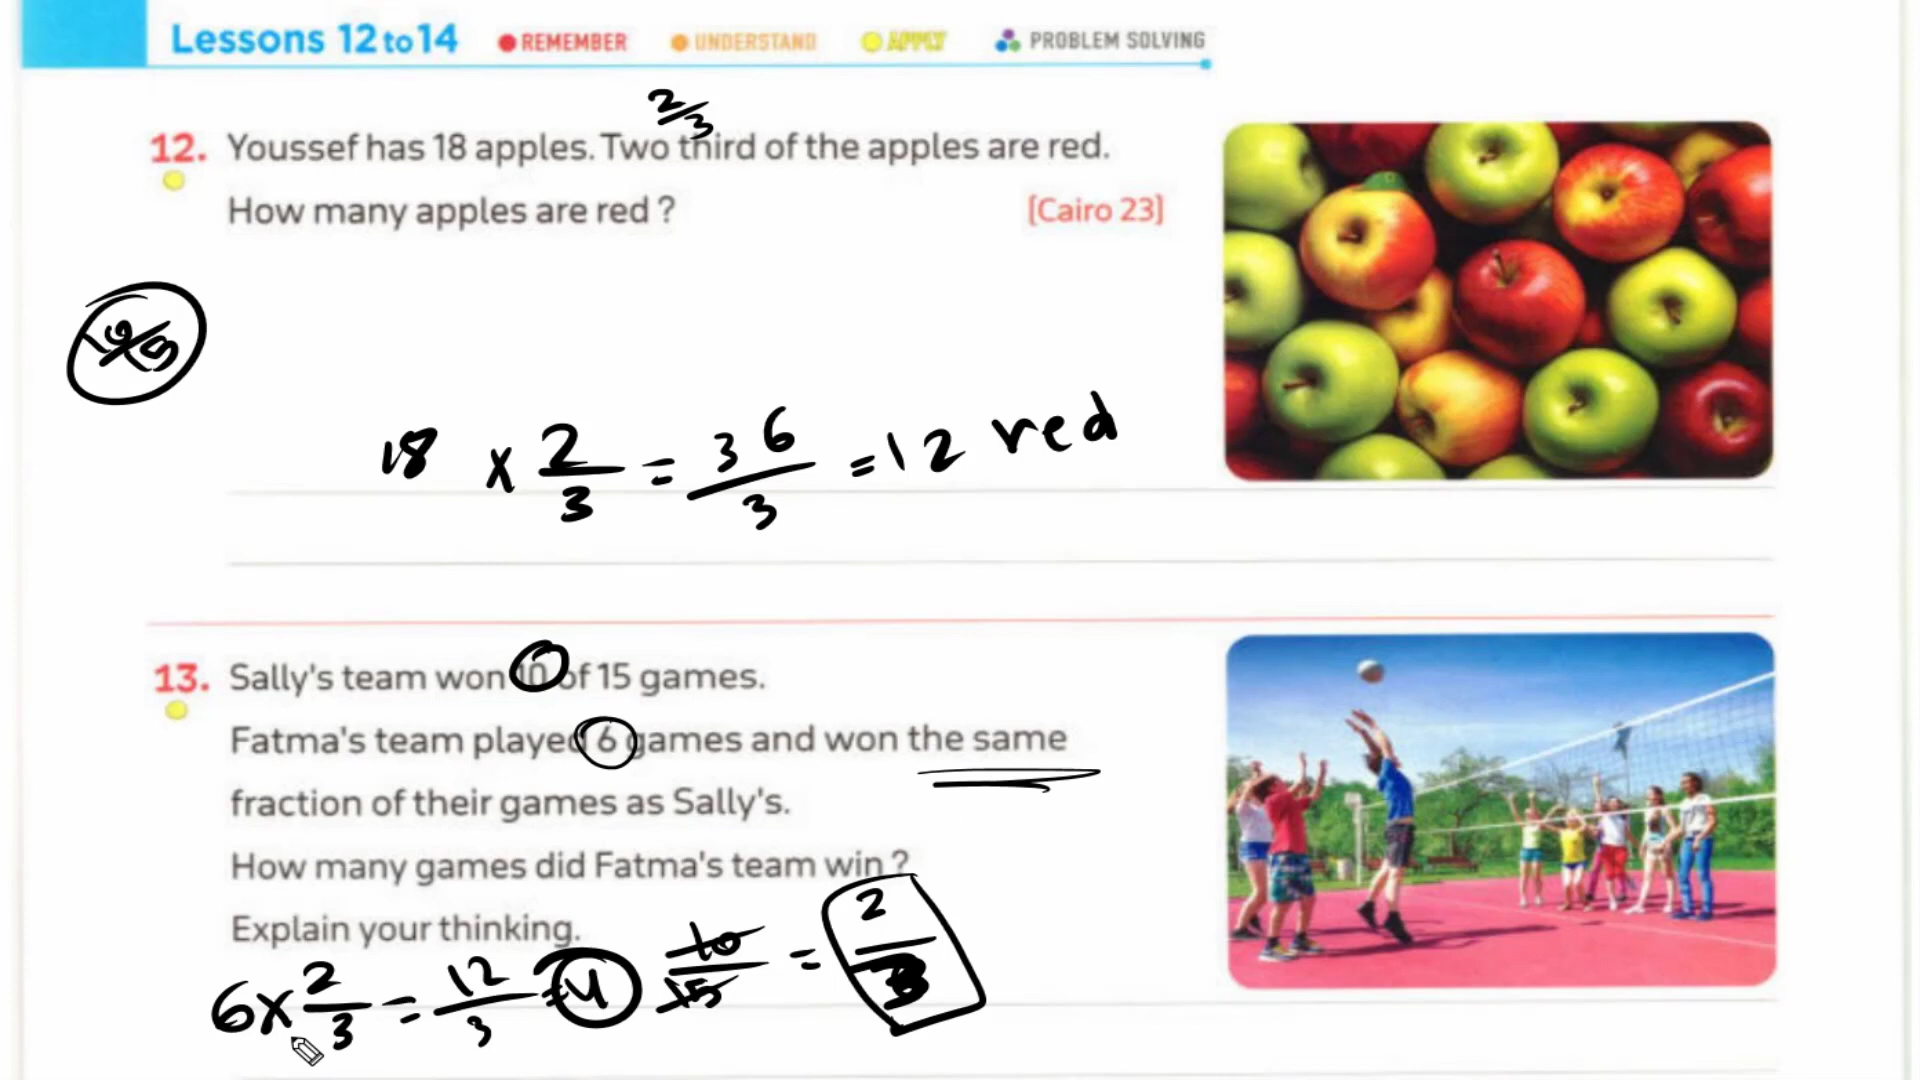 Lessons 12 to 14 REMEMBER UNDERSTAND APPLY PROBLEM SOLVING
2/3
12. Youssef has 18 apples. Two third of the apples are red.
How many apples are red ? [Cairo 23]
18 × 2/3 = 36/3 = 12 red
13. Sally's team won 10 of 15 games.
Fatma's team played 6 games and won the same
fraction of their games as Sally's.
How many games did Fatma's team win ?
Explain your thinking.
6 × 2/3 = 12/3 = 4 10/15 = 2/3